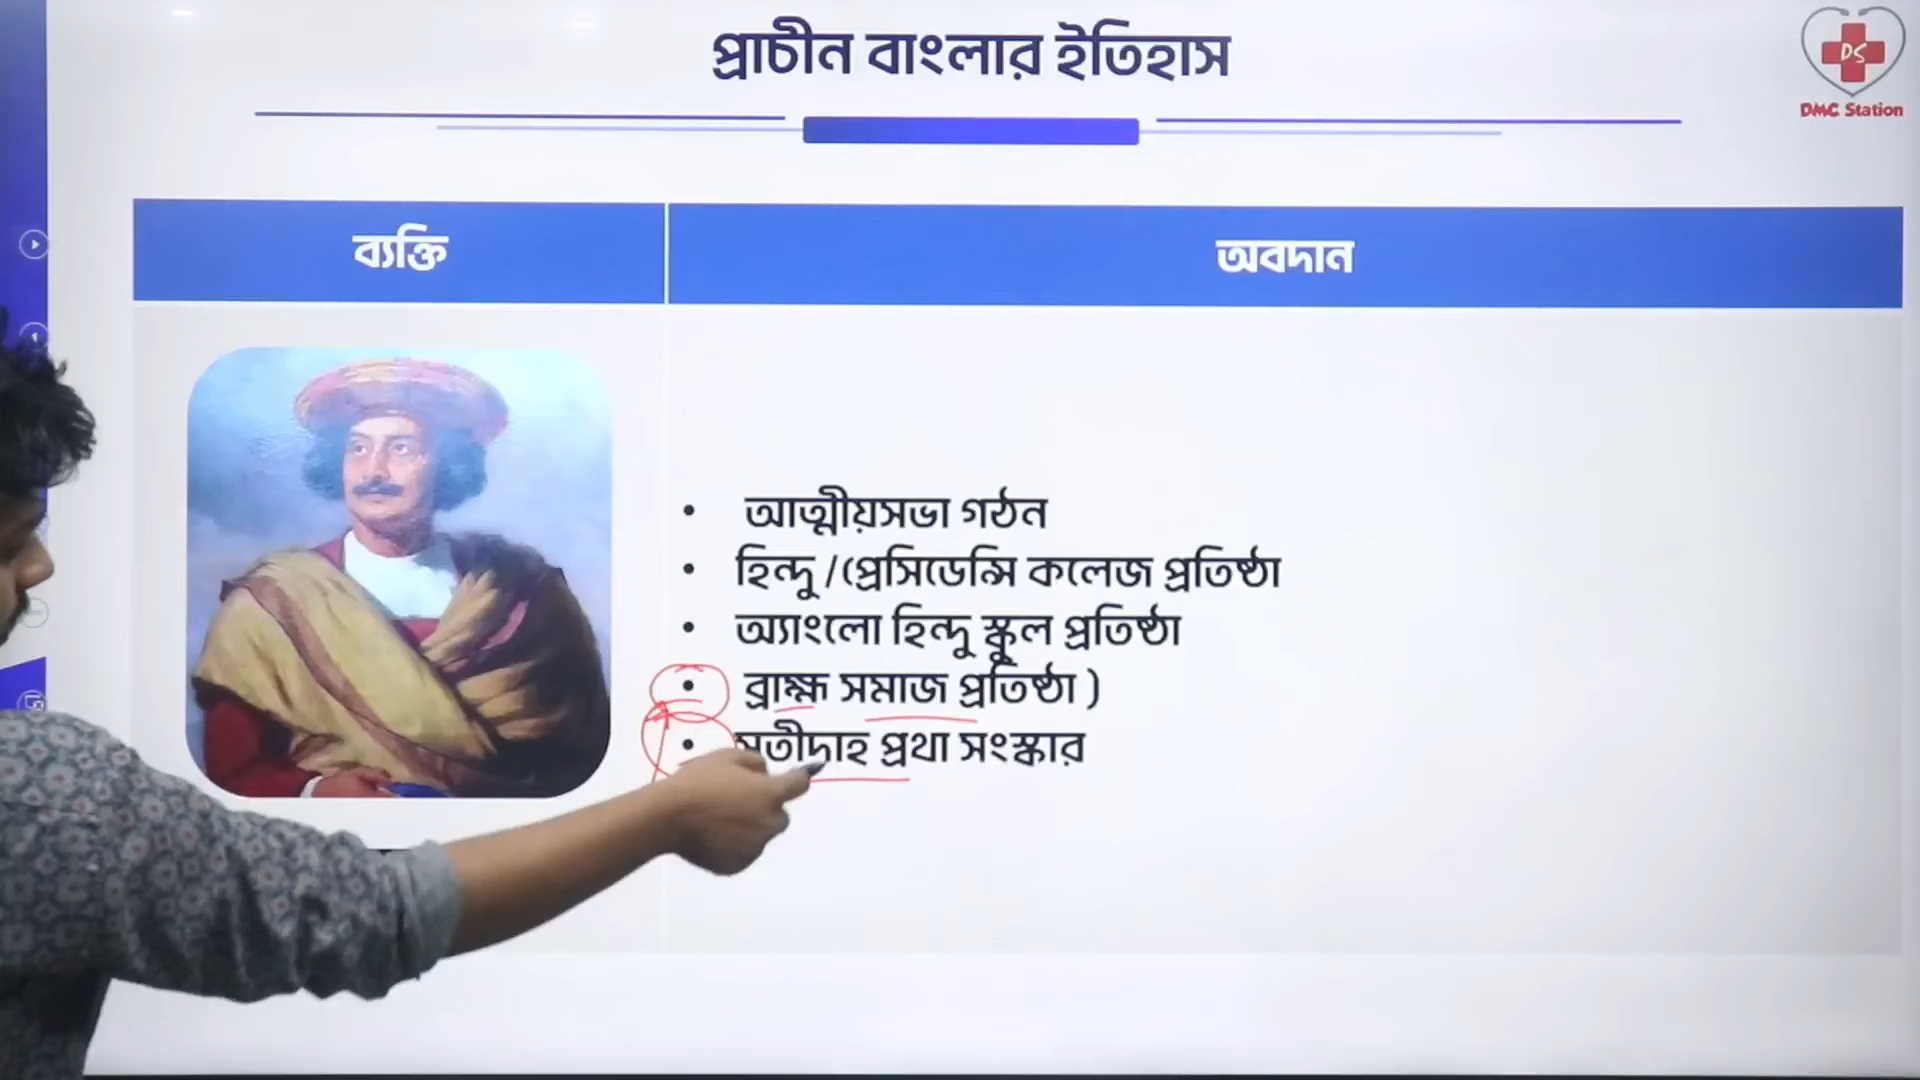 প্রাচীন বাংলার ইতিহাস
DS
DMC Station
ব্যক্তি
অবদান
• আত্মীয়সভা গঠন
• হিন্দু /প্রেসিডেন্সি কলেজ প্রতিষ্ঠা
• অ্যাংলো হিন্দু স্কুল প্রতিষ্ঠা
• ব্রাহ্ম সমাজ প্রতিষ্ঠা )
• সতীদাহ প্রথা সংস্কার